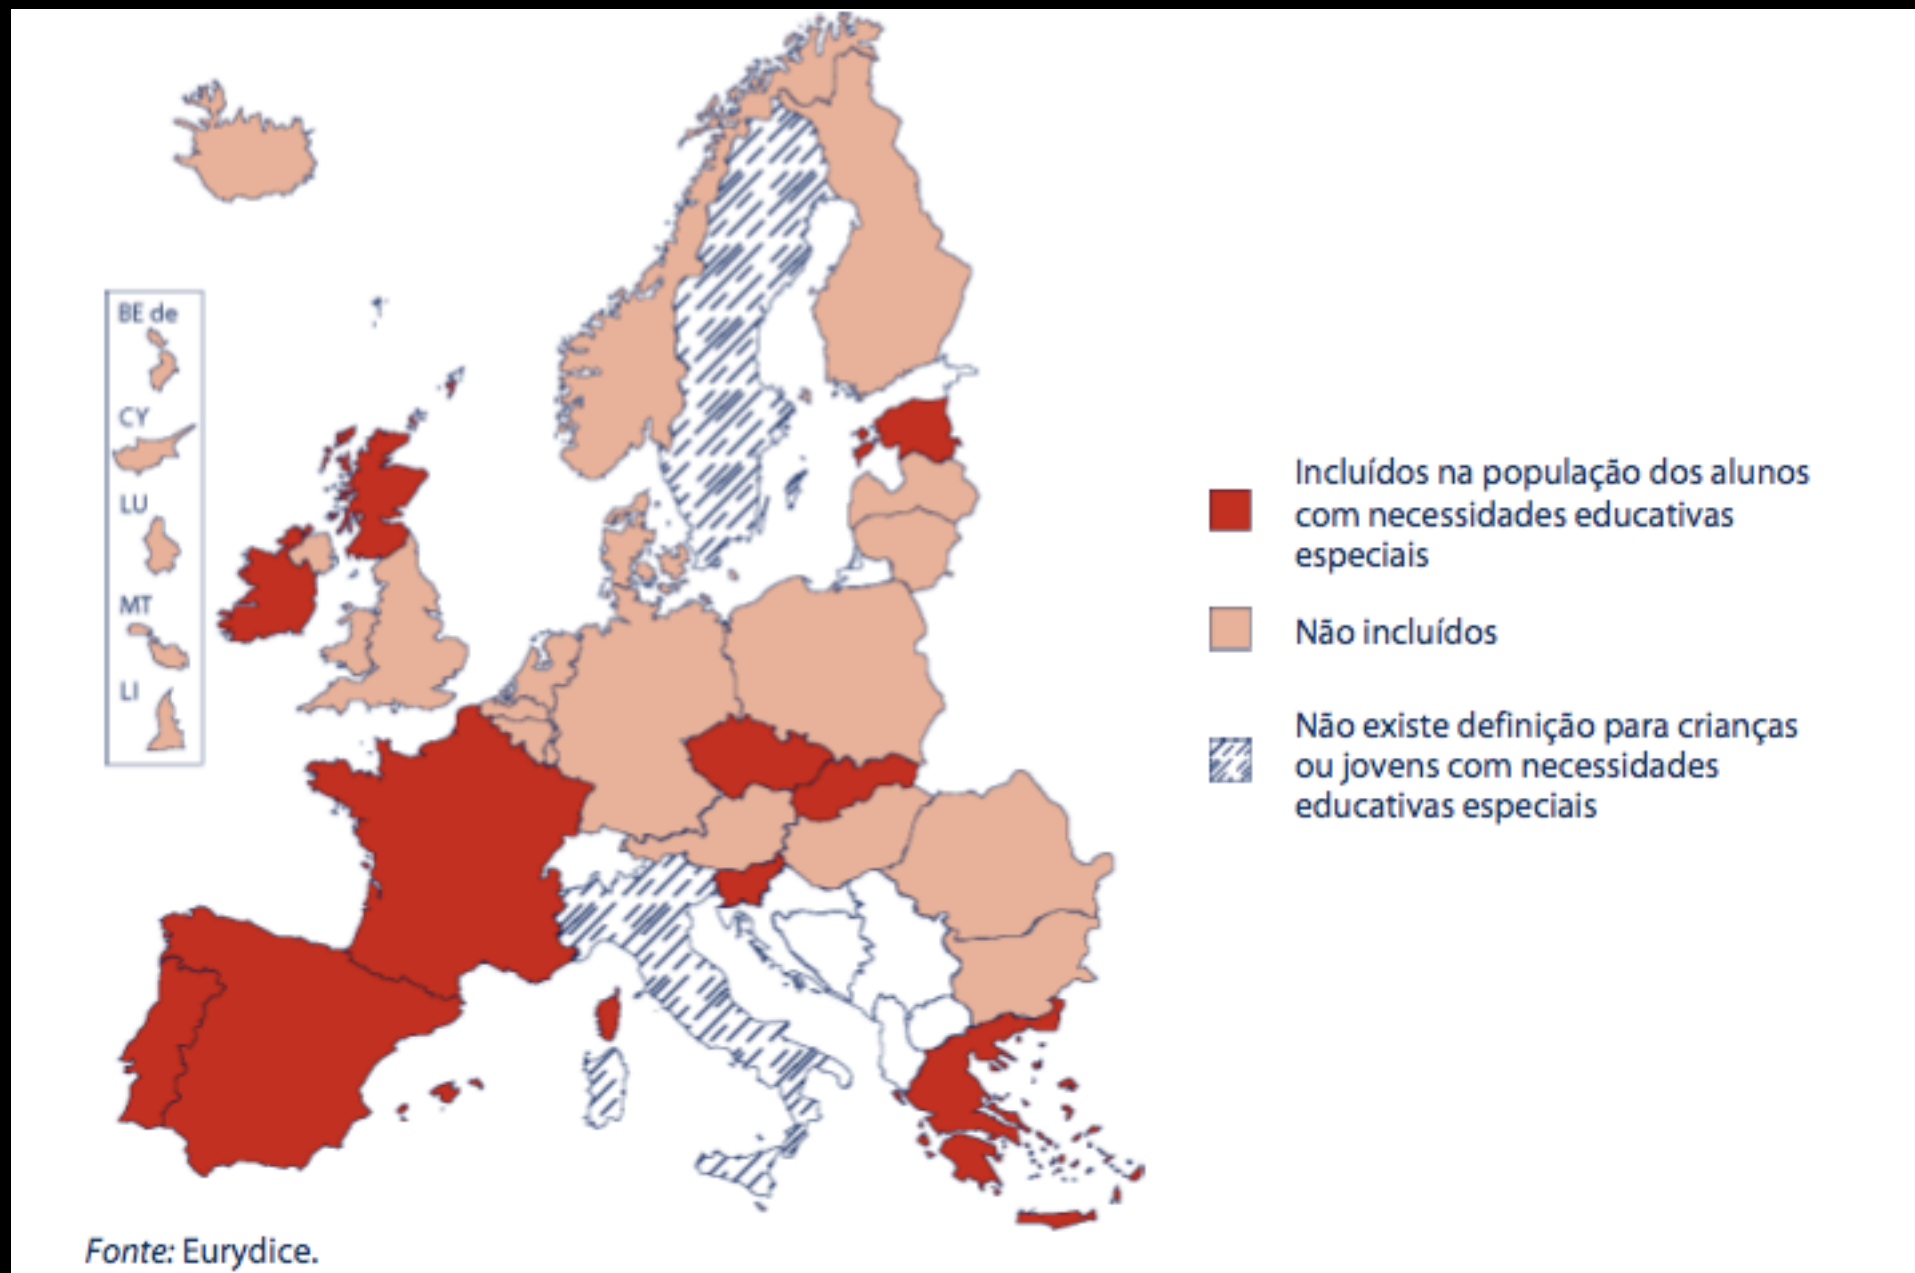 BE de
CY
LU
MT
LI
Incluídos na população dos alunos
com necessidades educativas
especiais
Não incluídos
Não existe definição para crianças
ou jovens com necessidades
educativas especiais
Fonte: Eurydice.